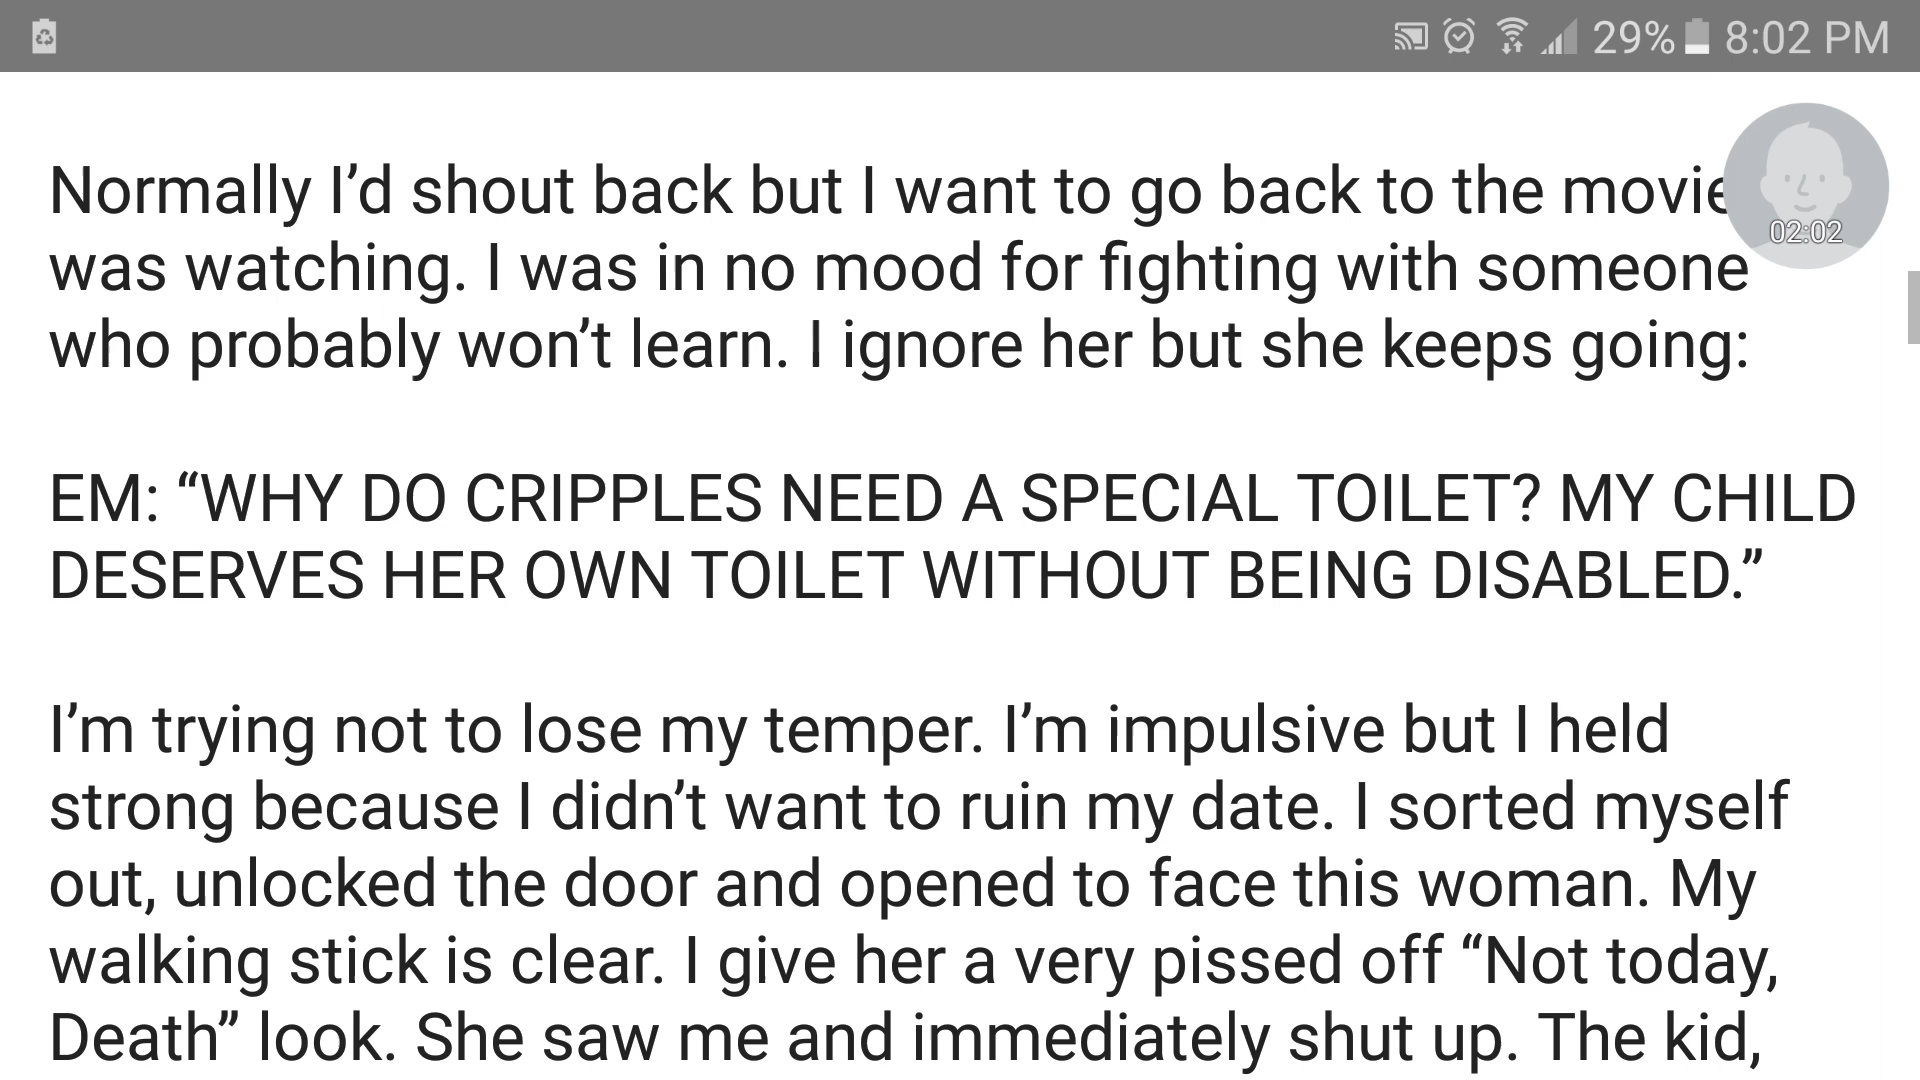 29% 8:02 PM
Normally I’d shout back but I want to go back to the movie
02:02
was watching. I was in no mood for fighting with someone
who probably won’t learn. I ignore her but she keeps going:
EM: “WHY DO CRIPPLES NEED A SPECIAL TOILET? MY CHILD
DESERVES HER OWN TOILET WITHOUT BEING DISABLED.”
I’m trying not to lose my temper. I’m impulsive but I held
strong because I didn’t want to ruin my date. I sorted myself
out, unlocked the door and opened to face this woman. My
walking stick is clear. I give her a very pissed off “Not today,
Death” look. She saw me and immediately shut up. The kid,